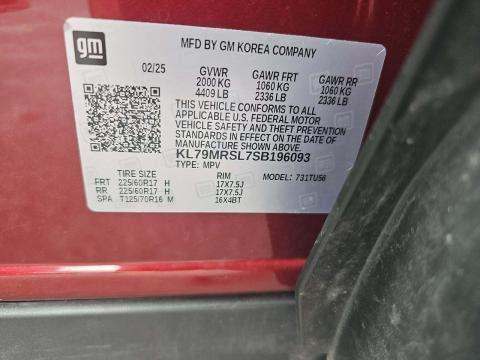 gm
MFD BY GM KOREA COMPANY
02/25 GVWR GAWR FRT GAWR RR
2000 KG 1060 KG 1060 KG
4409 LB 2336 LB 2336 LB
THIS VEHICLE CONFORMS TO ALL
APPLICABLE U.S. FEDERAL MOTOR
VEHICLE SAFETY AND THEFT PREVENTION
STANDARDS IN EFFECT ON THE DATE OF
MANUFACTURE SHOWN ABOVE.
KL79MRSL7SB196093
TYPE: MPV MODEL: 731TU56
TIRE SIZE RIM
FRT 225/60R17 H 17X7.5J
RR 225/60R17 H 17X7.5J
SPA T125/70R16 M 16X4BT